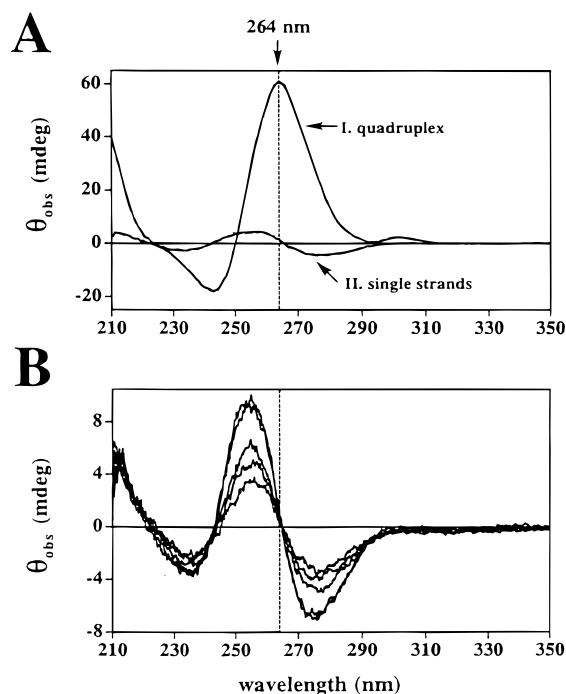 A
264 nm
60
40
20
0
-20
θobs (mdeg)
I. quadruplex
II. single strands
210 230 250 270 290 310 330 350
B
8
4
0
-4
-8
θobs (mdeg)
210 230 250 270 290 310 330 350
wavelength (nm)